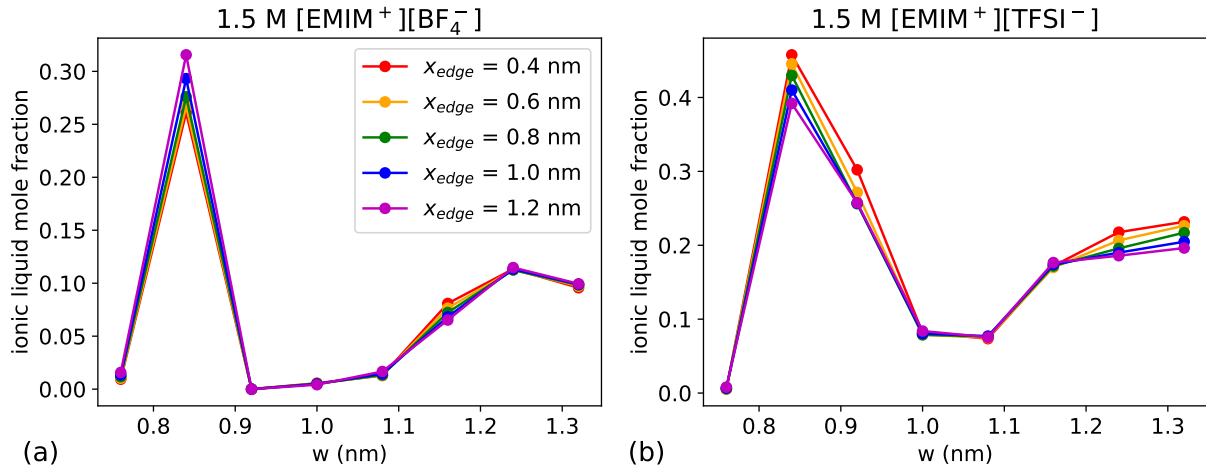 1.5 M [EMIM⁺][BF₄⁻]
ionic liquid mole fraction
0.30
0.25
0.20
0.15
0.10
0.05
0.00
x_edge = 0.4 nm
x_edge = 0.6 nm
x_edge = 0.8 nm
x_edge = 1.0 nm
x_edge = 1.2 nm
0.8 0.9 1.0 1.1 1.2 1.3
w (nm)
(a)
1.5 M [EMIM⁺][TFSI⁻]
ionic liquid mole fraction
0.4
0.3
0.2
0.1
0.0
0.8 0.9 1.0 1.1 1.2 1.3
w (nm)
(b)